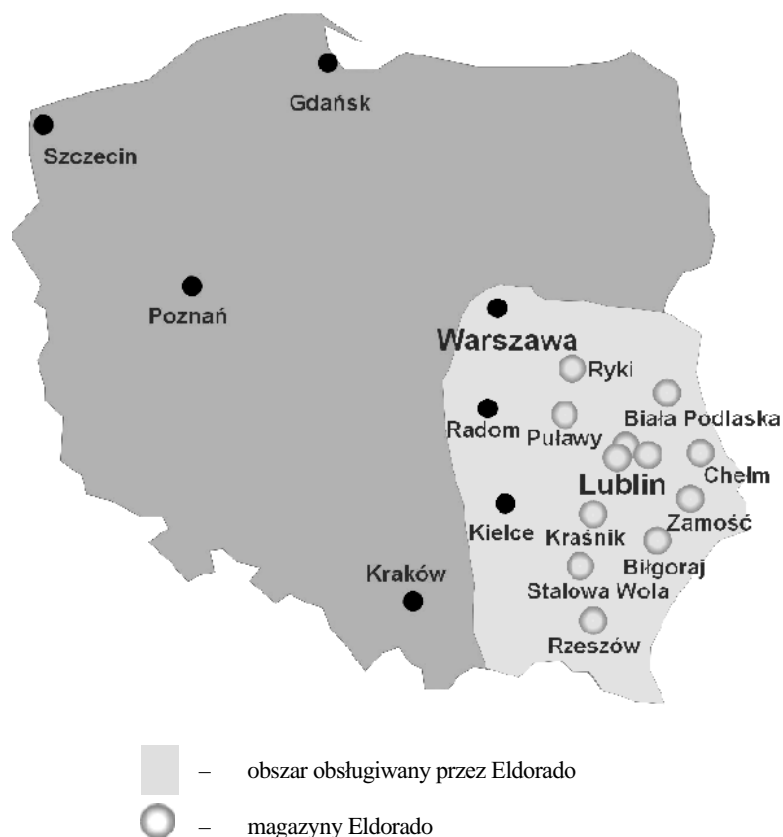 Gdańsk
Szczecin
Poznań
Warszawa
Ryki
Biała Podlaska
Radom
Puławy
Chełm
Lublin
Zamość
Kielce
Kraśnik
Biłgoraj
Kraków
Stalowa Wola
Rzeszów
– obszar obsługiwany przez Eldorado
– magazyny Eldorado